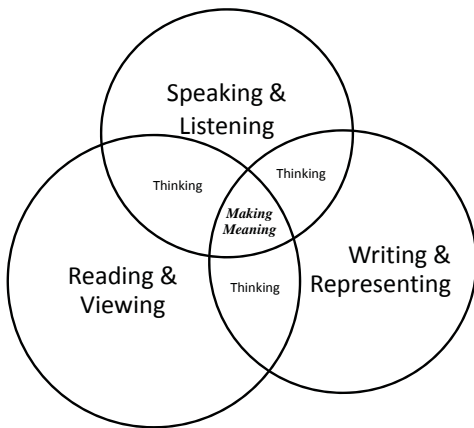 Speaking &
Listening
Thinking
Thinking
Making
Meaning
Reading &
Viewing
Writing &
Representing
Thinking